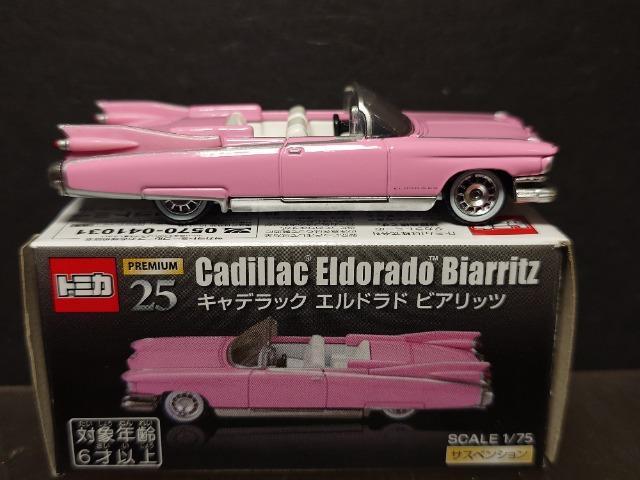 ELDORADO
0570-041031
トミカ
PREMIUM
25
Cadillac® Eldorado™ Biarritz
キャデラック エルドラド ビアリッツ
対象年齢
6才以上
SCALE 1/75
サスペンション